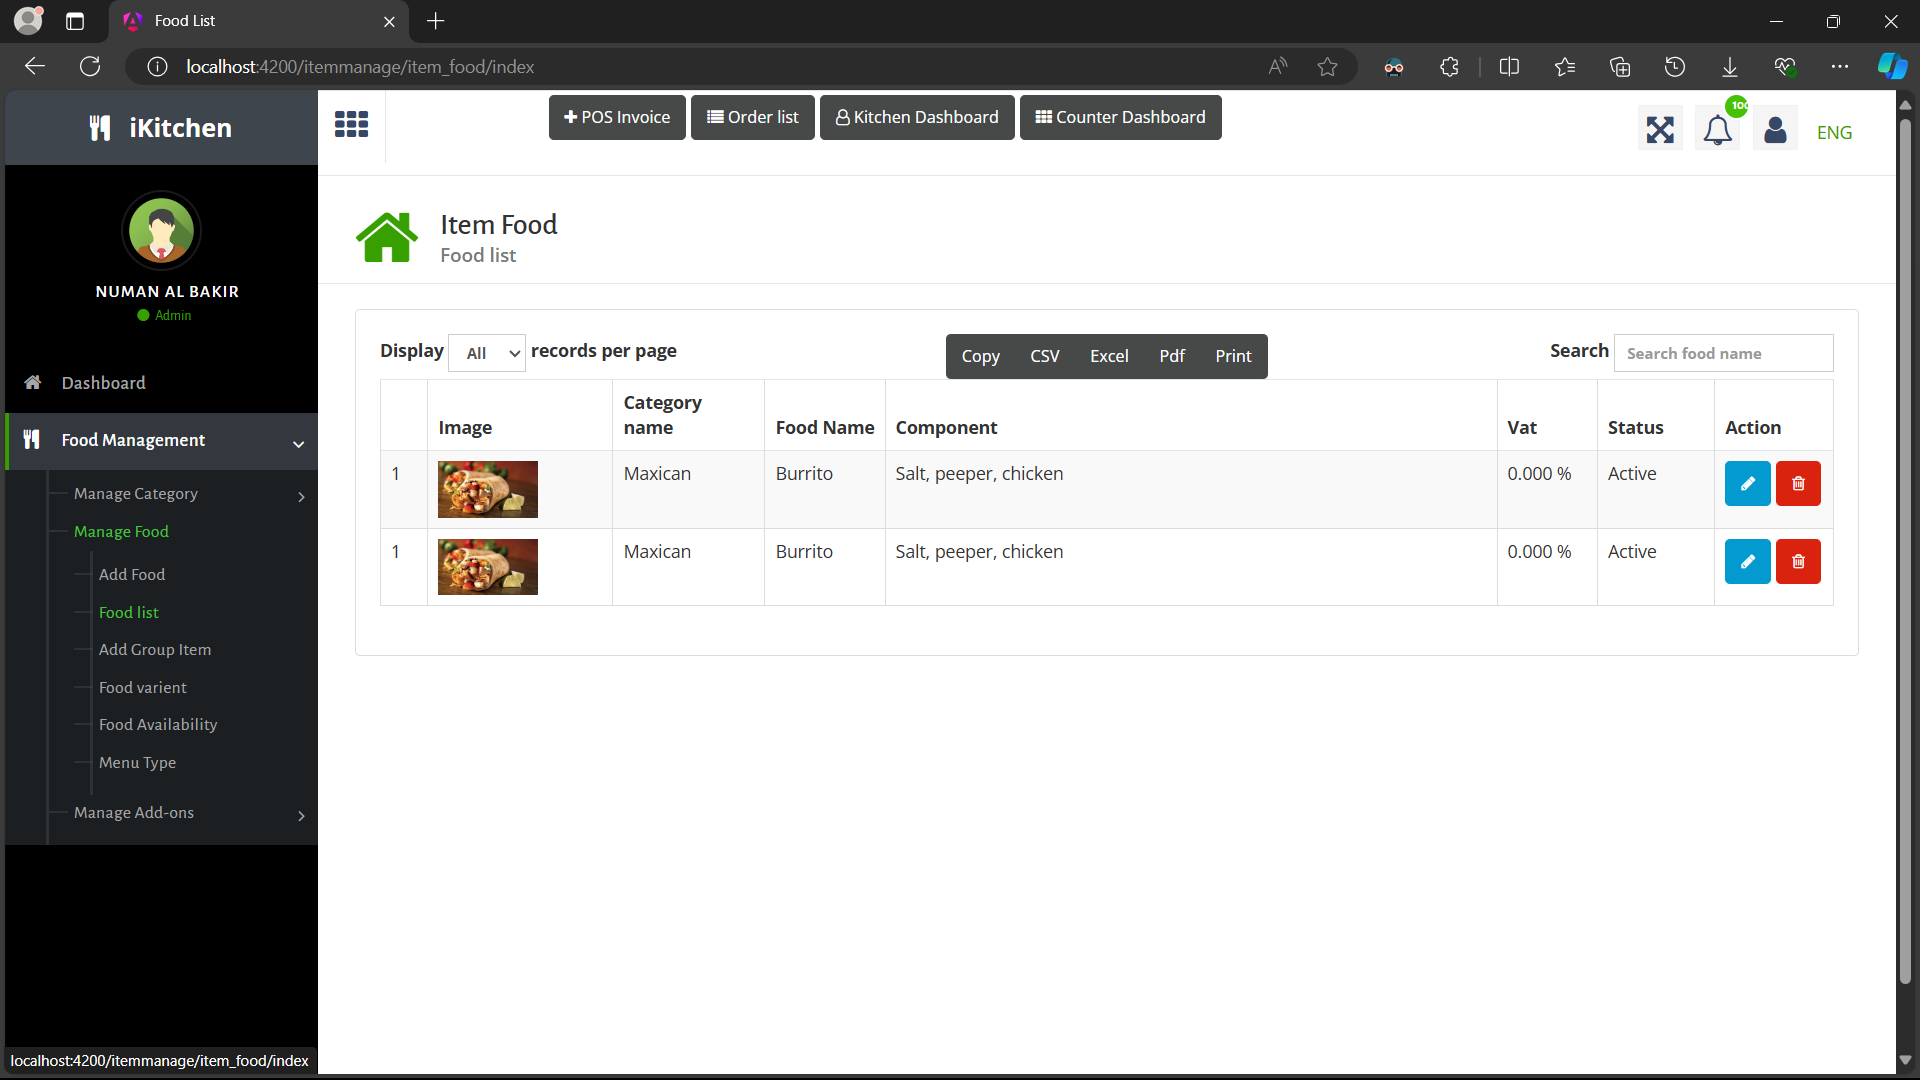 Food List
localhost:4200/itemmanage/item_food/index
iKitchen
POS Invoice
Order list
Kitchen Dashboard
Counter Dashboard
100
ENG
NUMAN AL BAKIR
Admin
Dashboard
Food Management
Manage Category
Manage Food
Add Food
Food list
Add Group Item
Food varient
Food Availability
Menu Type
Manage Add-ons
Item Food
Food list
Display All records per page
Copy CSV Excel Pdf Print
Search Search food name
Image Category name Food Name Component Vat Status Action
1 Maxican Burrito Salt, peeper, chicken 0.000 % Active
1 Maxican Burrito Salt, peeper, chicken 0.000 % Active
localhost:4200/itemmanage/item_food/index